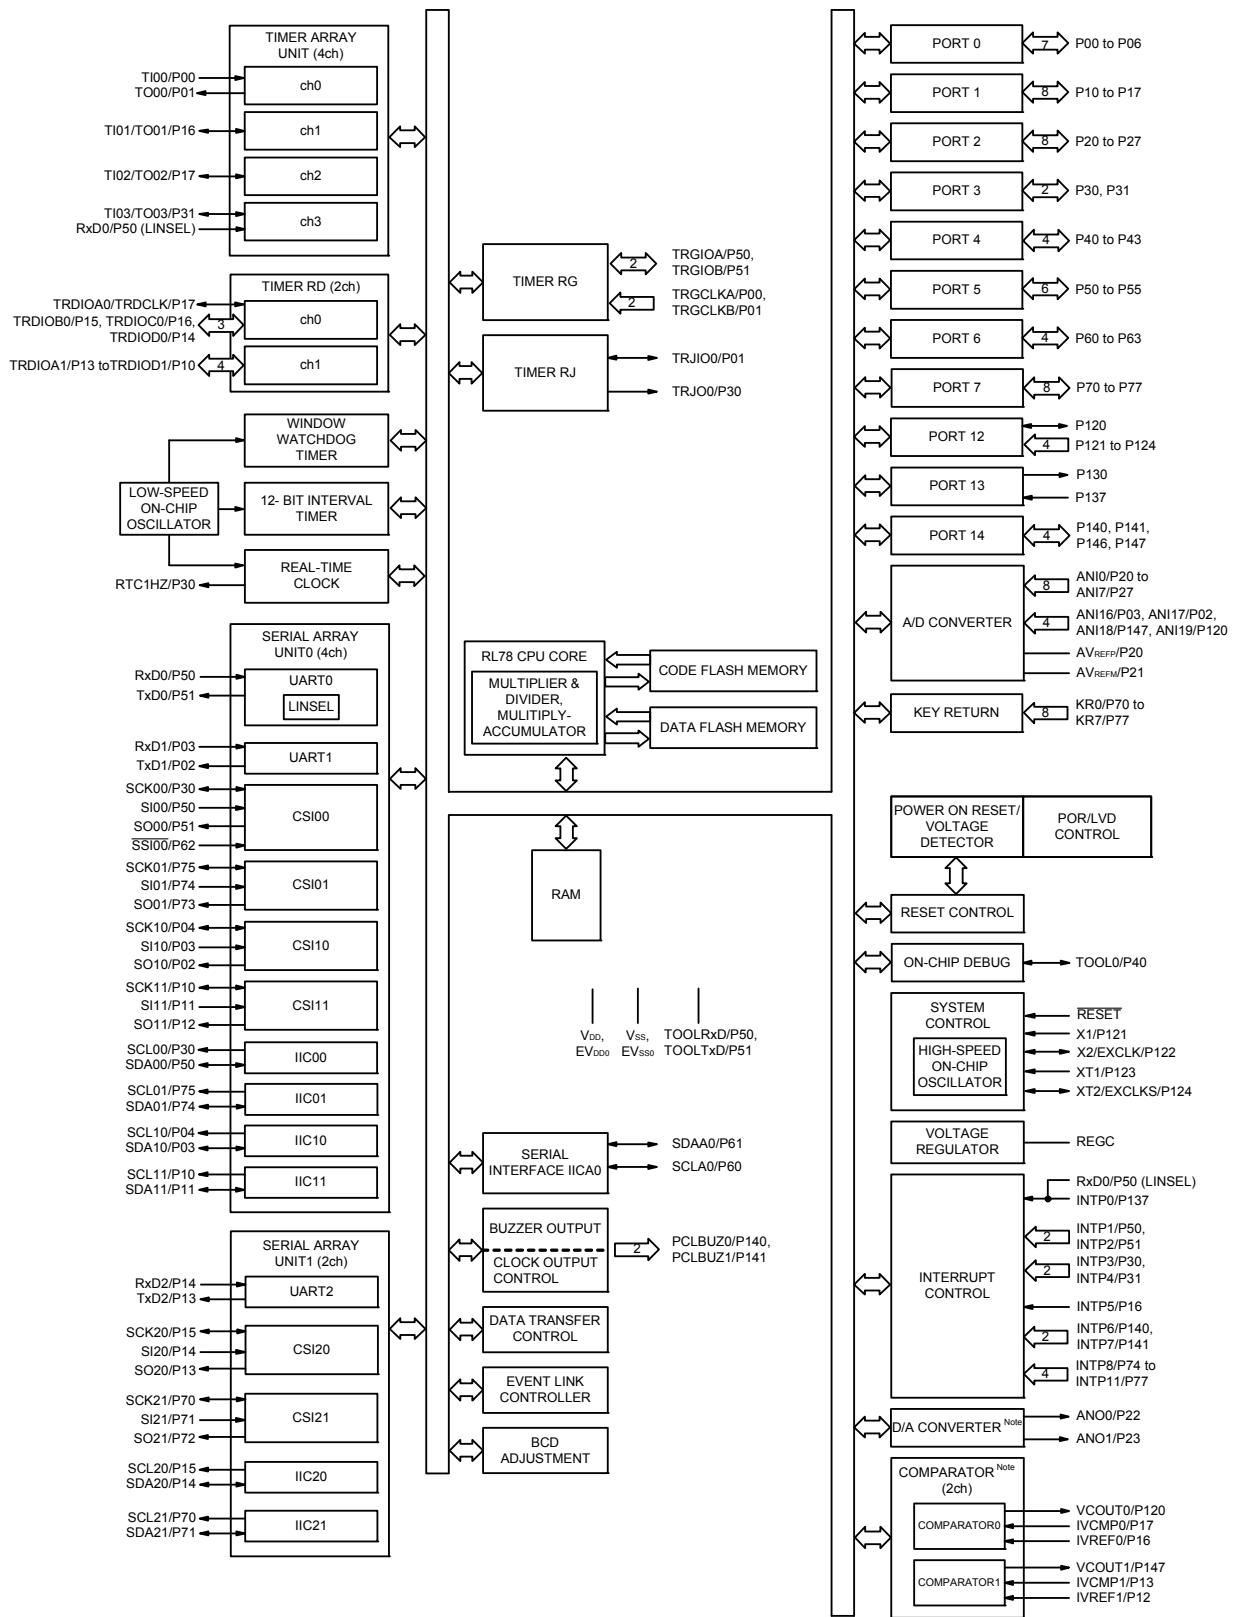 TIMER ARRAY
UNIT (4ch)
TI00/P00
TO00/P01
ch0
TI01/TO01/P16
ch1
TI02/TO02/P17
ch2
TI03/TO03/P31
RxD0/P50 (LINSEL)
ch3
TIMER RD (2ch)
TRDIOA0/TRDCLK/P17
TRDIOB0/P15, TRDIOC0/P16,
TRDIOD0/P14
3
ch0
TRDIOA1/P13 toTRDIOD1/P10
4
ch1
WINDOW
WATCHDOG
TIMER
LOW-SPEED
ON-CHIP
OSCILLATOR
12- BIT INTERVAL
TIMER
REAL-TIME
CLOCK
RTC1HZ/P30
SERIAL ARRAY
UNIT0 (4ch)
RxD0/P50
TxD0/P51
UART0
LINSEL
RxD1/P03
TxD1/P02
UART1
SCK00/P30
SI00/P50
SO00/P51
SSI00/P62
CSI00
SCK01/P75
SI01/P74
SO01/P73
CSI01
SCK10/P04
SI10/P03
SO10/P02
CSI10
SCK11/P10
SI11/P11
SO11/P12
CSI11
SCL00/P30
SDA00/P50
IIC00
SCL01/P75
SDA01/P74
IIC01
SCL10/P04
SDA10/P03
IIC10
SCL11/P10
SDA11/P11
IIC11
SERIAL ARRAY
UNIT1 (2ch)
RxD2/P14
TxD2/P13
UART2
SCK20/P15
SI20/P14
SO20/P13
CSI20
SCK21/P70
SI21/P71
SO21/P72
CSI21
SCL20/P15
SDA20/P14
IIC20
SCL21/P70
SDA21/P71
IIC21
TIMER RG
2
TRGIOA/P50,
TRGIOB/P51
2
TRGCLKA/P00,
TRGCLKB/P01
TIMER RJ
TRJIO0/P01
TRJO0/P30
RL78 CPU CORE
MULTIPLIER &
DIVIDER,
MULITIPLY-
ACCUMULATOR
CODE FLASH MEMORY
DATA FLASH MEMORY
RAM
VDD,
EVDD0
VSS,
EVSS0
TOOLRxD/P50,
TOOLTxD/P51
SERIAL
INTERFACE IICA0
SDAA0/P61
SCLA0/P60
BUZZER OUTPUT
CLOCK OUTPUT
CONTROL
2
PCLBUZ0/P140,
PCLBUZ1/P141
DATA TRANSFER
CONTROL
EVENT LINK
CONTROLLER
BCD
ADJUSTMENT
PORT 0
7
P00 to P06
PORT 1
8
P10 to P17
PORT 2
8
P20 to P27
PORT 3
2
P30, P31
PORT 4
4
P40 to P43
PORT 5
6
P50 to P55
PORT 6
4
P60 to P63
PORT 7
8
P70 to P77
PORT 12
P120
4
P121 to P124
PORT 13
P130
P137
PORT 14
4
P140, P141,
P146, P147
A/D CONVERTER
8
ANI0/P20 to
ANI7/P27
4
ANI16/P03, ANI17/P02,
ANI18/P147, ANI19/P120
AVREFP/P20
AVREFM/P21
KEY RETURN
8
KR0/P70 to
KR7/P77
POWER ON RESET/
VOLTAGE
DETECTOR
POR/LVD
CONTROL
RESET CONTROL
ON-CHIP DEBUG
TOOL0/P40
SYSTEM
CONTROL
HIGH-SPEED
ON-CHIP
OSCILLATOR
RESET
X1/P121
X2/EXCLK/P122
XT1/P123
XT2/EXCLKS/P124
VOLTAGE
REGULATOR
REGC
INTERRUPT
CONTROL
RxD0/P50 (LINSEL)
INTP0/P137
2
INTP1/P50,
INTP2/P51
2
INTP3/P30,
INTP4/P31
INTP5/P16
2
INTP6/P140,
INTP7/P141
4
INTP8/P74 to
INTP11/P77
D/A CONVERTER Note
ANO0/P22
ANO1/P23
COMPARATOR Note
(2ch)
COMPARATOR0
VCOUT0/P120
IVCMP0/P17
IVREF0/P16
COMPARATOR1
VCOUT1/P147
IVCMP1/P13
IVREF1/P12